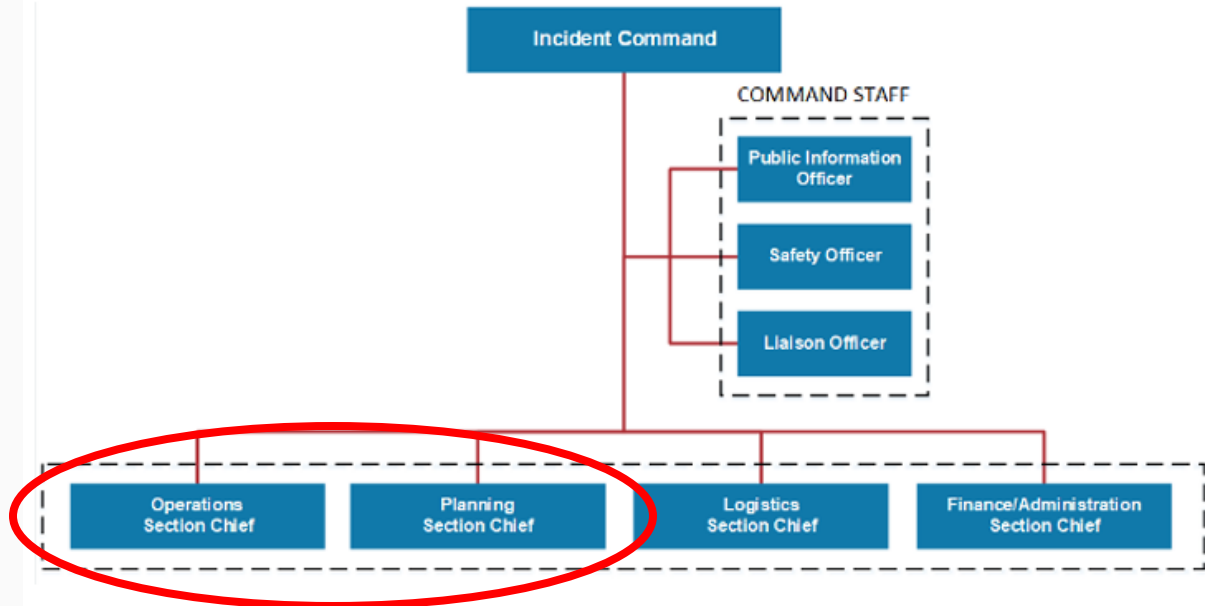 Incident Command
COMMAND STAFF
Public Information
Officer
Safety Officer
Liaison Officer
Operations
Section Chief
Planning
Section Chief
Logistics
Section Chief
Finance/Administration
Section Chief